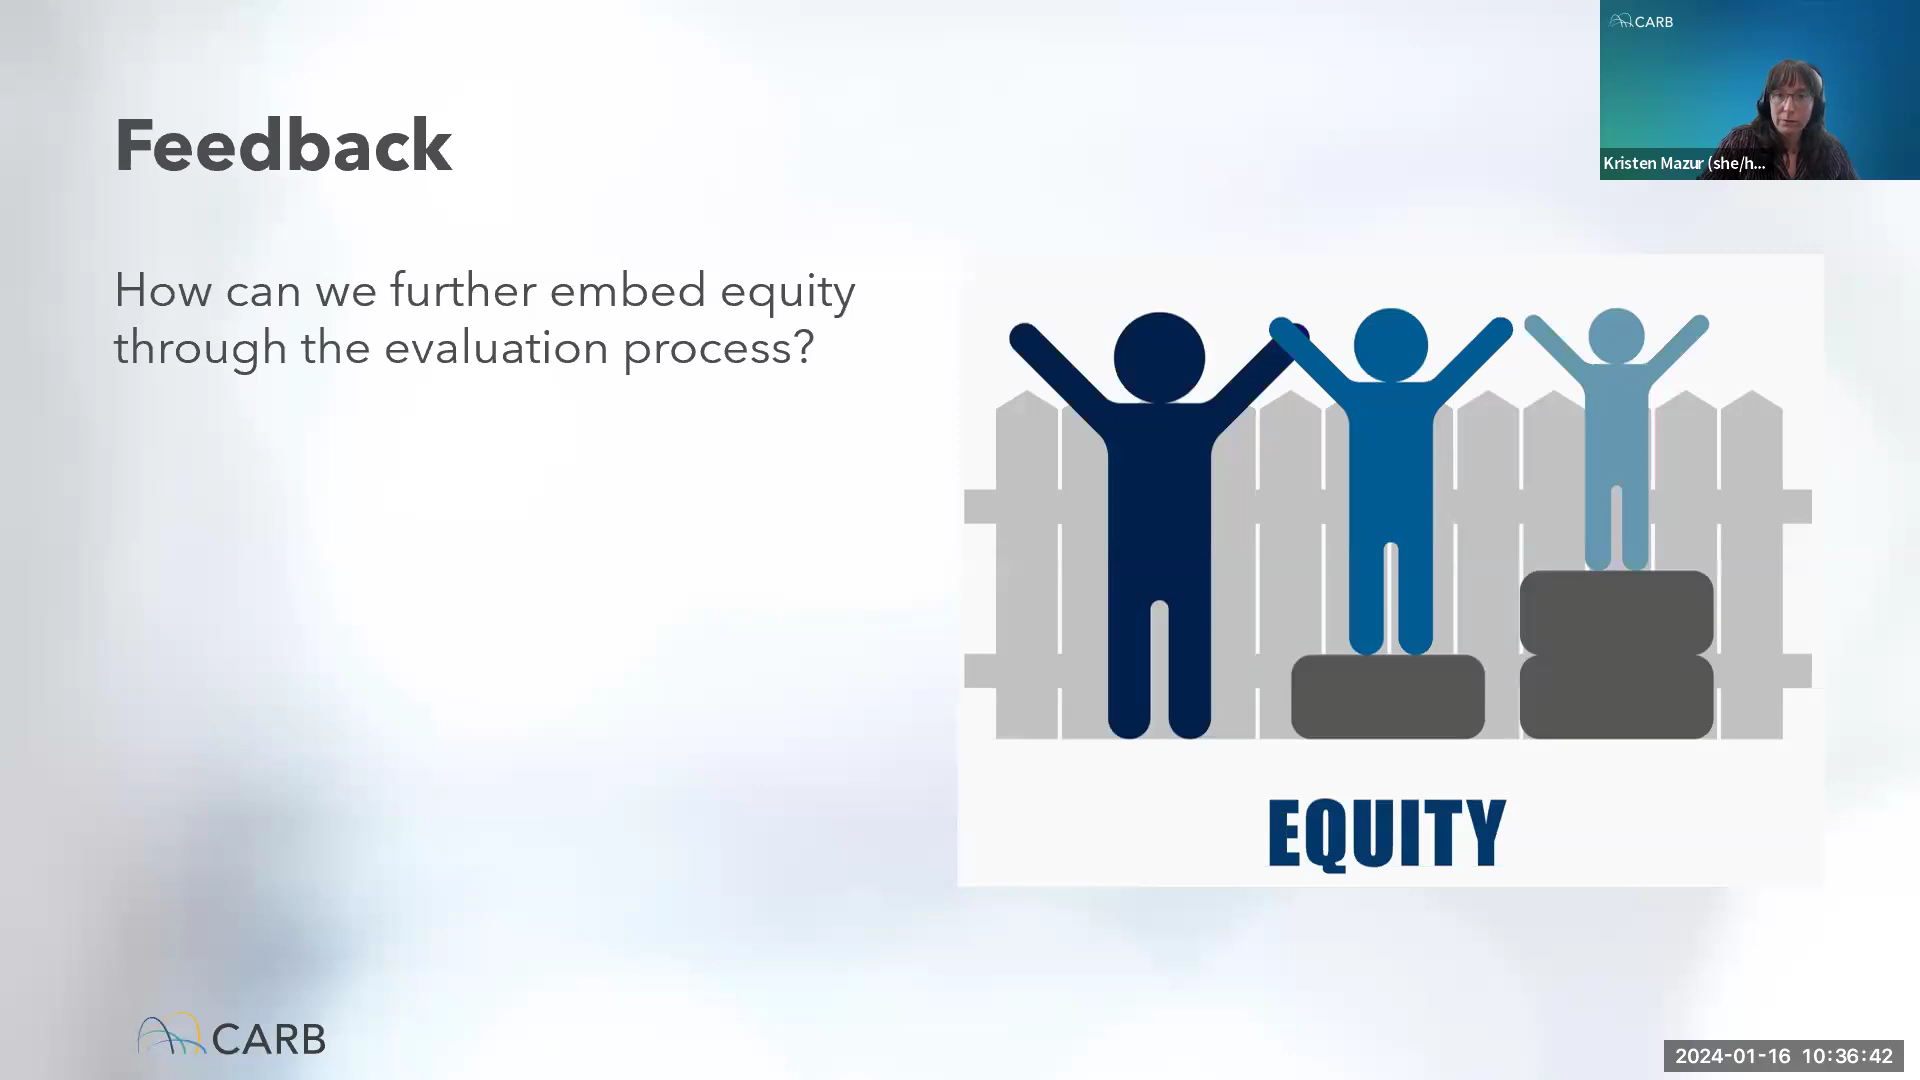 CARB
Kristen Mazur (she/h...
Feedback
How can we further embed equity
through the evaluation process?
EQUITY
CARB
2024-01-16 10:36:42